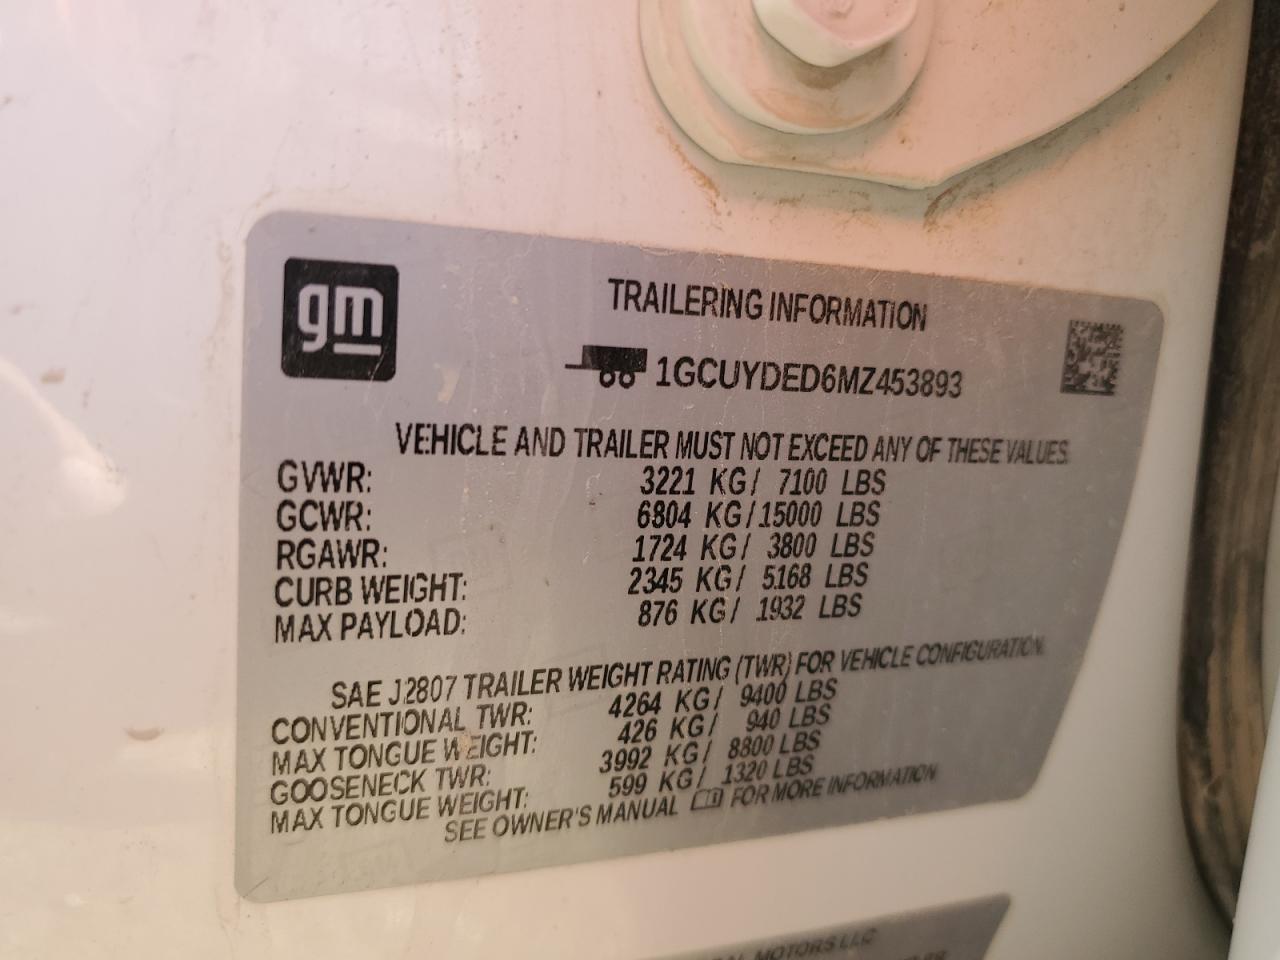 gm
TRAILERING INFORMATION
1GCUYDED6MZ453893
VEHICLE AND TRAILER MUST NOT EXCEED ANY OF THESE VALUES.
GVWR: 3221 KG/ 7100 LBS
GCWR: 6804 KG/15000 LBS
RGAWR: 1724 KG/ 3800 LBS
CURB WEIGHT: 2345 KG/ 5168 LBS
MAX PAYLOAD: 876 KG/ 1932 LBS
SAE J2807 TRAILER WEIGHT RATING (TWR) FOR VEHICLE CONFIGURATION.
CONVENTIONAL TWR: 4264 KG/ 9400 LBS
MAX TONGUE WEIGHT: 426 KG/ 940 LBS
GOOSENECK TWR: 3992 KG/ 8800 LBS
MAX TONGUE WEIGHT: 599 KG/ 1320 LBS
SEE OWNER'S MANUAL FOR MORE INFORMATION
MOTORS LLC